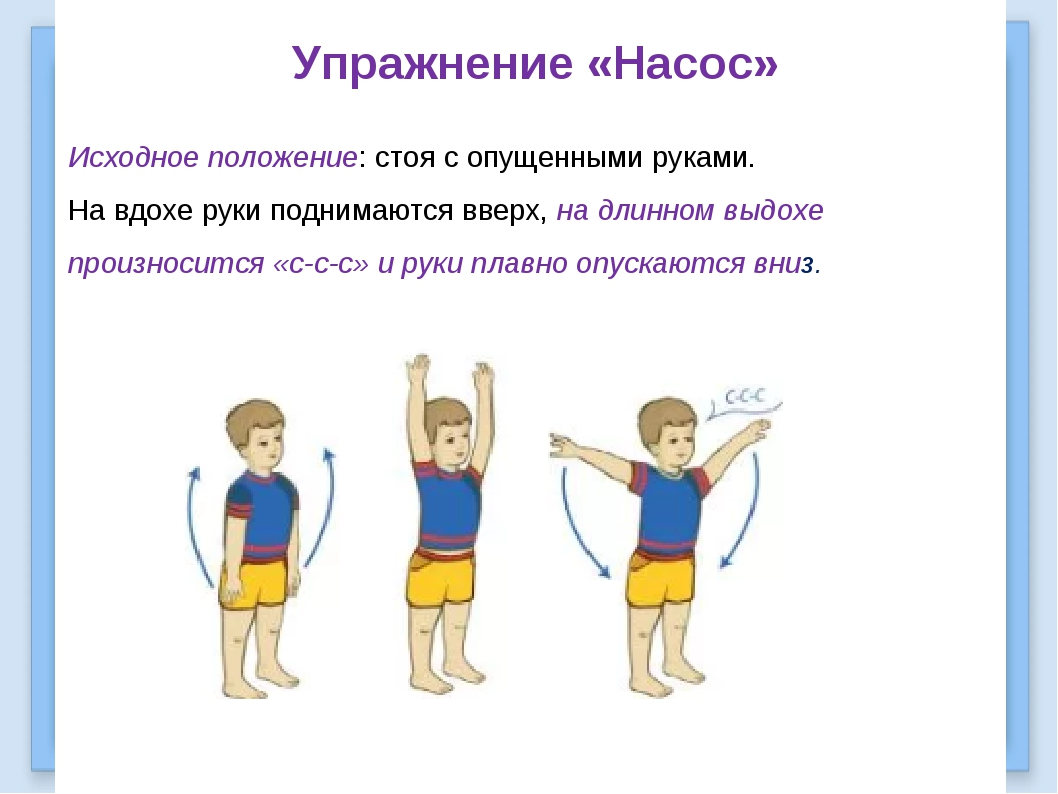 Упражнение «Насос»
Исходное положение: стоя с опущенными руками.
На вдохе руки поднимаются вверх, на длинном выдохе
произносится «с-с-с» и руки плавно опускаются вниз.
с-с-с